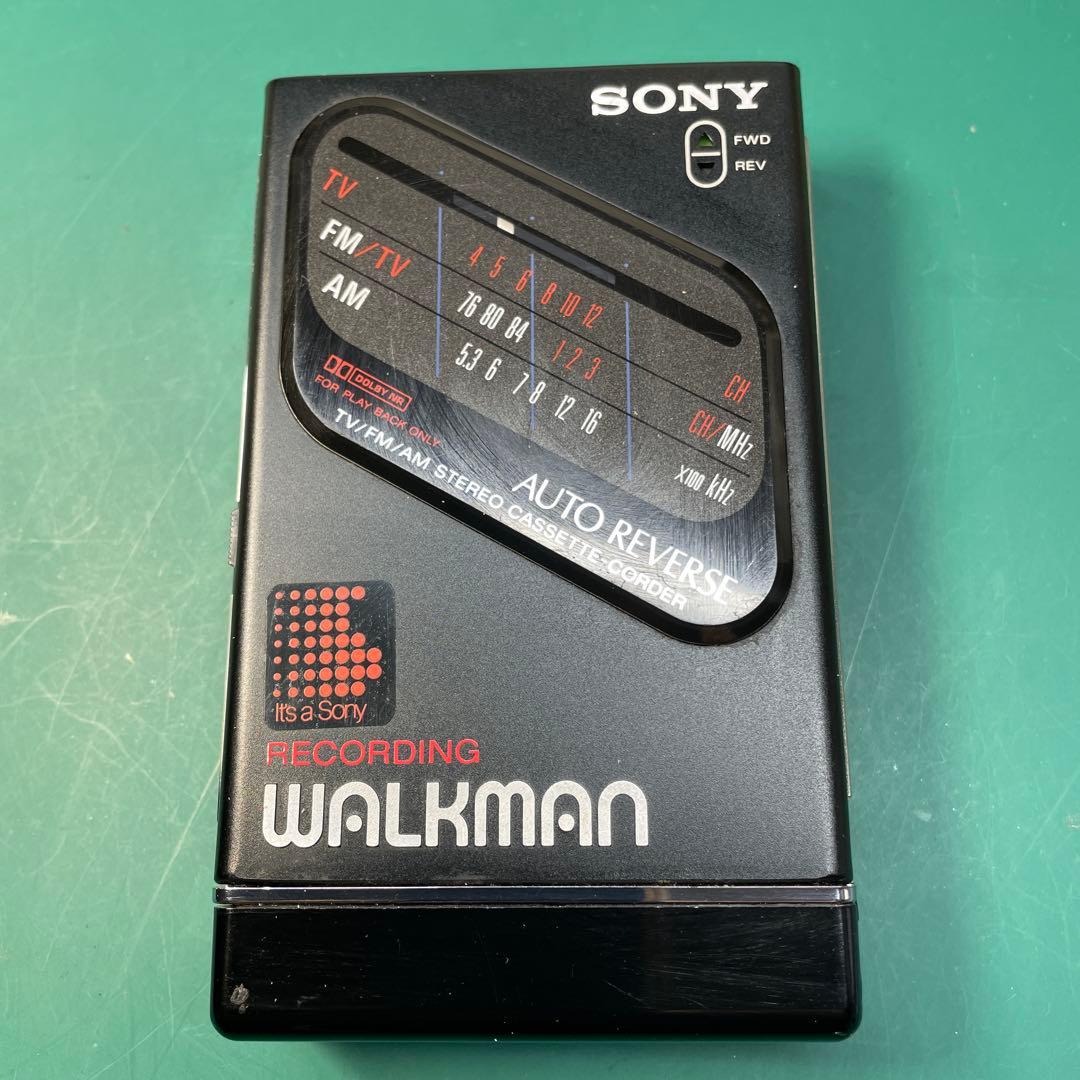 SONY
FWD
REV
TV
4 5 6 8 10 12
CH
FM/TV
76 80 84 1 2 3
CH/MHz
AM
5.3 6 7 8 12 16
X100 kHz
DOLBY NR
FOR PLAY BACK ONLY
AUTO REVERSE
TV/FM/AM STEREO CASSETTE-CORDER
It's a Sony
RECORDING
WALKMAN